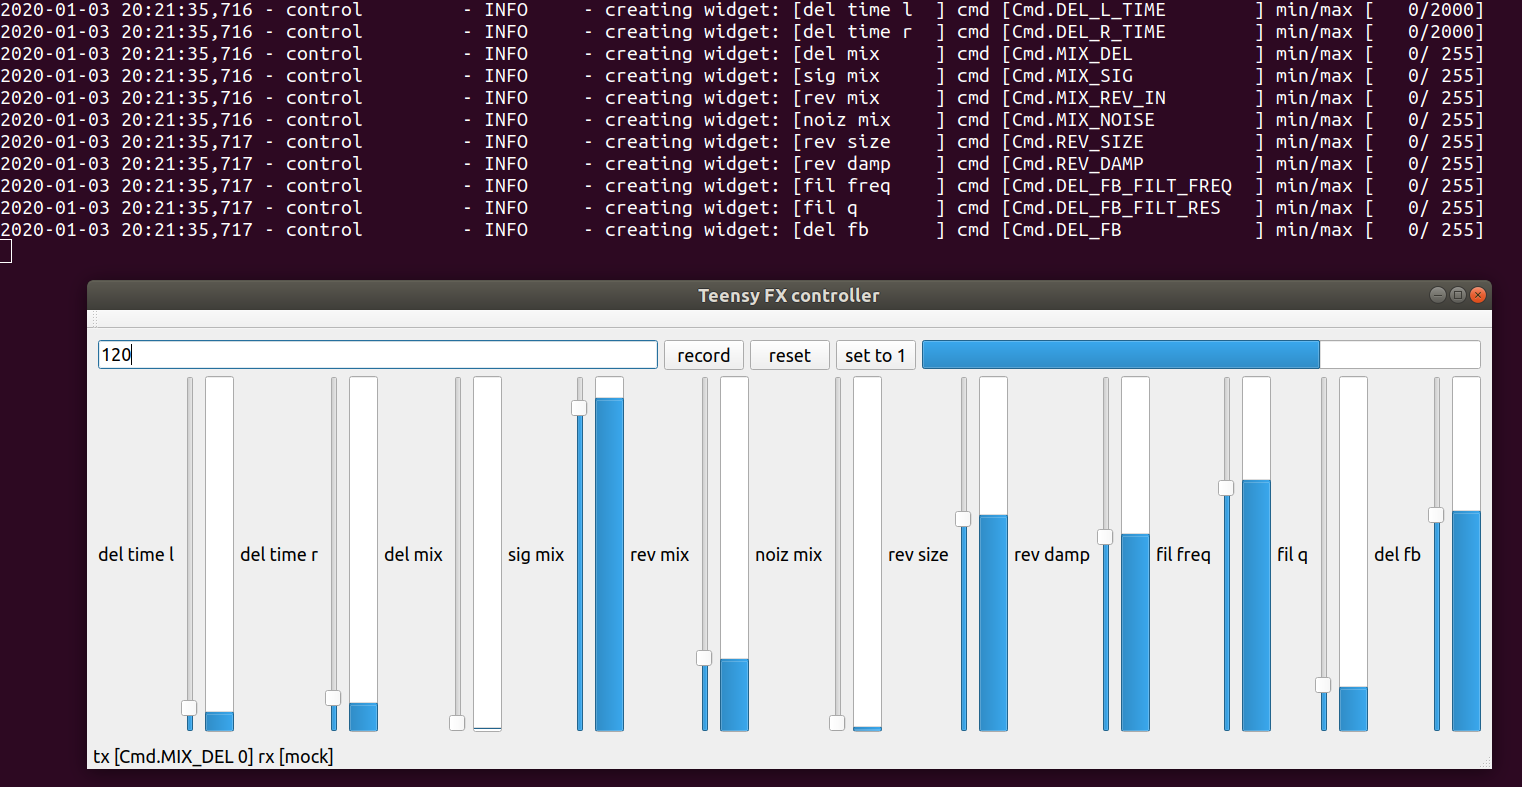 2020-01-03 20:21:35,716 - control         - INFO     - creating widget: [del time l  ] cmd [Cmd.DEL_L_TIME        ] min/max [   0/2000]
2020-01-03 20:21:35,716 - control         - INFO     - creating widget: [del time r  ] cmd [Cmd.DEL_R_TIME        ] min/max [   0/2000]
2020-01-03 20:21:35,716 - control         - INFO     - creating widget: [del mix     ] cmd [Cmd.MIX_DEL           ] min/max [   0/ 255]
2020-01-03 20:21:35,716 - control         - INFO     - creating widget: [sig mix     ] cmd [Cmd.MIX_SIG           ] min/max [   0/ 255]
2020-01-03 20:21:35,716 - control         - INFO     - creating widget: [rev mix     ] cmd [Cmd.MIX_REV_IN        ] min/max [   0/ 255]
2020-01-03 20:21:35,716 - control         - INFO     - creating widget: [noiz mix    ] cmd [Cmd.MIX_NOISE         ] min/max [   0/ 255]
2020-01-03 20:21:35,717 - control         - INFO     - creating widget: [rev size    ] cmd [Cmd.REV_SIZE          ] min/max [   0/ 255]
2020-01-03 20:21:35,717 - control         - INFO     - creating widget: [rev damp    ] cmd [Cmd.REV_DAMP          ] min/max [   0/ 255]
2020-01-03 20:21:35,717 - control         - INFO     - creating widget: [fil freq    ] cmd [Cmd.DEL_FB_FILT_FREQ  ] min/max [   0/ 255]
2020-01-03 20:21:35,717 - control         - INFO     - creating widget: [fil q       ] cmd [Cmd.DEL_FB_FILT_RES   ] min/max [   0/ 255]
2020-01-03 20:21:35,717 - control         - INFO     - creating widget: [del fb      ] cmd [Cmd.DEL_FB            ] min/max [   0/ 255]
Teensy FX controller
120 record reset set to 1
del time l del time r del mix sig mix rev mix noiz mix rev size rev damp fil freq fil q del fb
tx [Cmd.MIX_DEL 0] rx [mock]